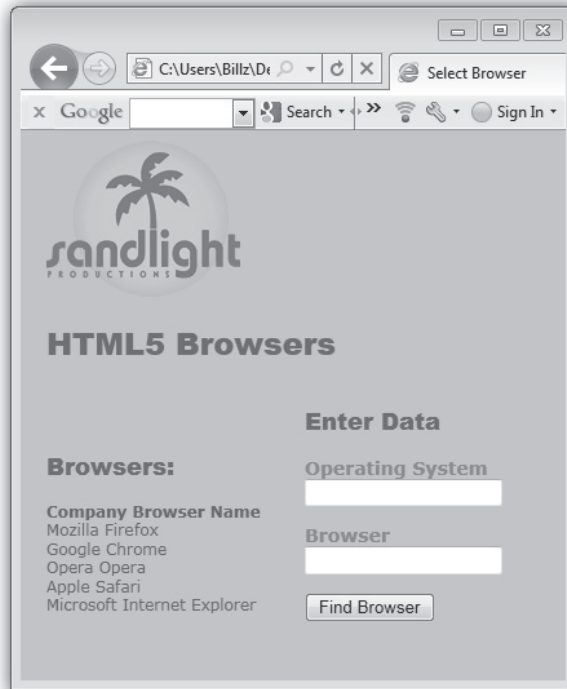 C:\Users\Billz\De
Select Browser
x Google
Search
»
Sign In
sandlight
PRODUCTIONS
HTML5 Browsers
Browsers:
Company Browser Name
Mozilla Firefox
Google Chrome
Opera Opera
Apple Safari
Microsoft Internet Explorer
Enter Data
Operating System
Browser
Find Browser